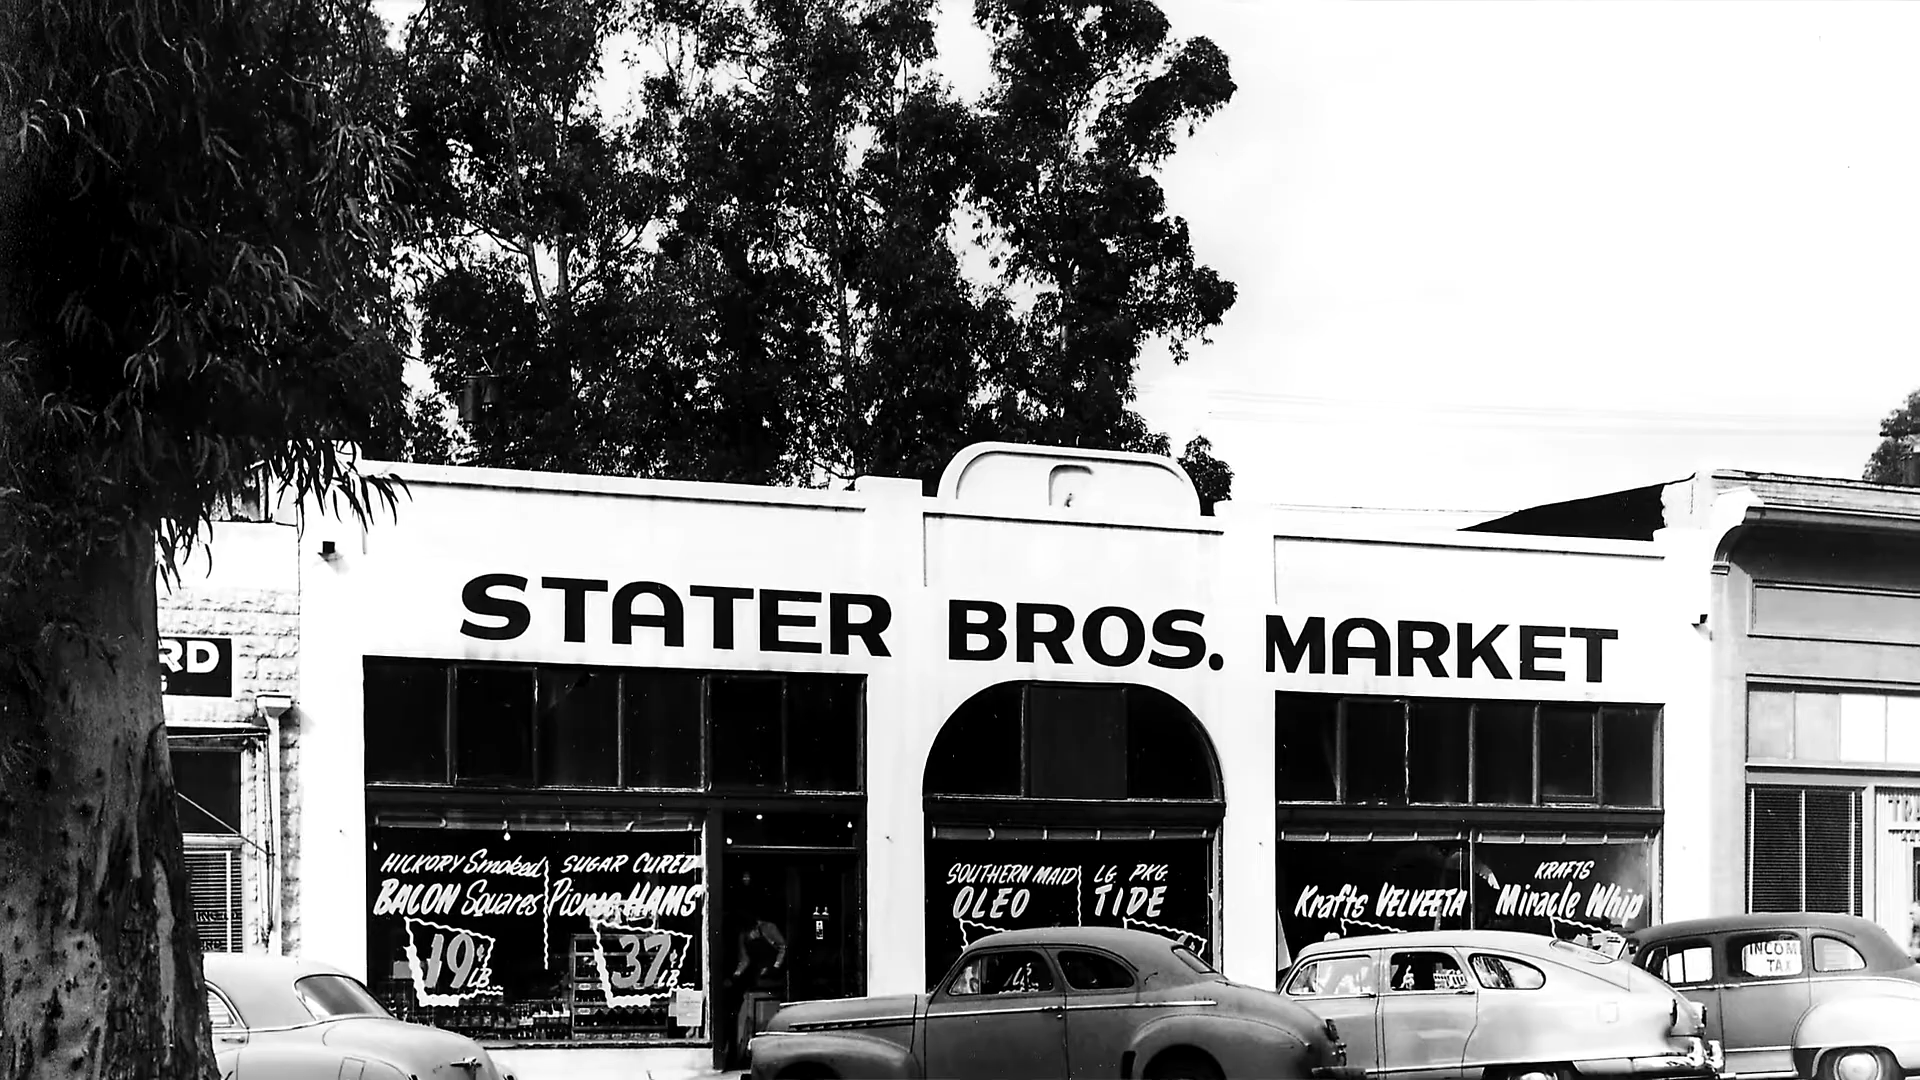 STATER BROS. MARKET
RD
HICKORY Smoked
BACON Squares
19¢ LB.
SUGAR CURED
Picnic HAMS
37¢ LB.
SOUTHERN MAID
OLEO
LG PKG
TIDE
Krafts VELVEETA
KRAFTS
Miracle Whip
INCOME
TAX